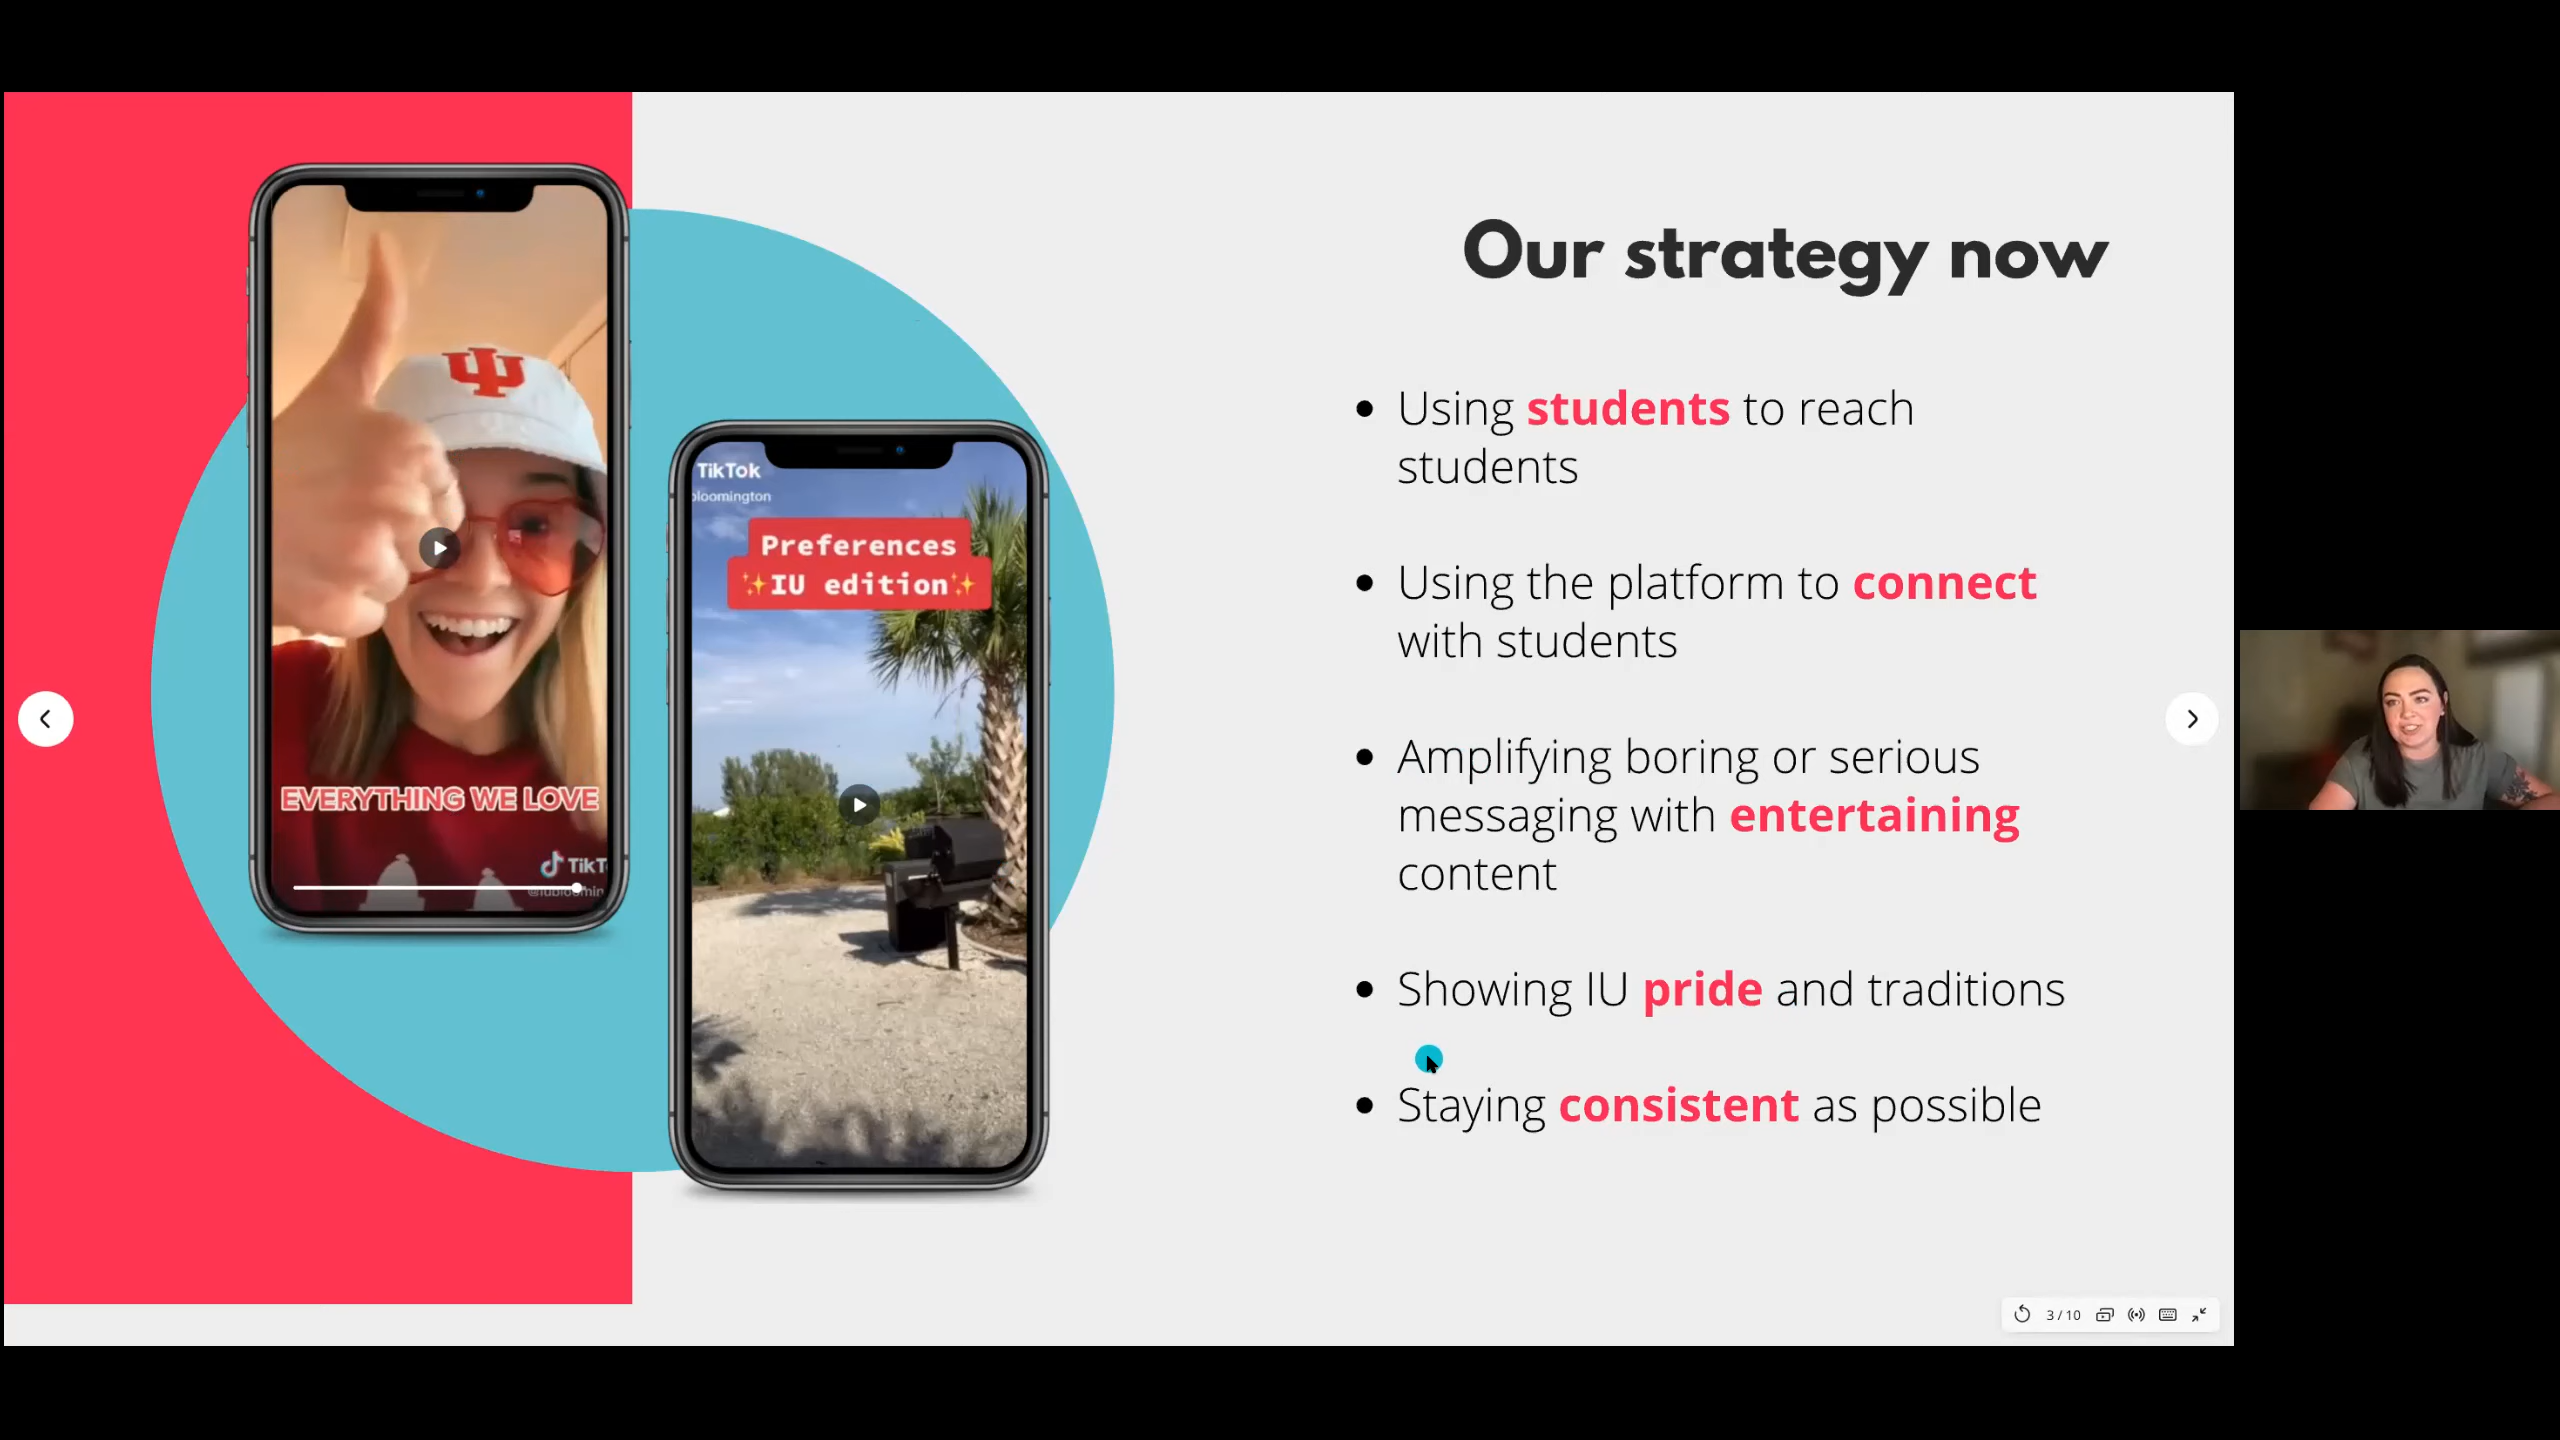 Our strategy now
Using students to reach
students
Using the platform to connect
with students
Amplifying boring or serious
messaging with entertaining
content
Showing IU pride and traditions
Staying consistent as possible
EVERYTHING WE LOVE
TikT
TikTok
bloomington
Preferences
✨IU edition✨
3 / 10